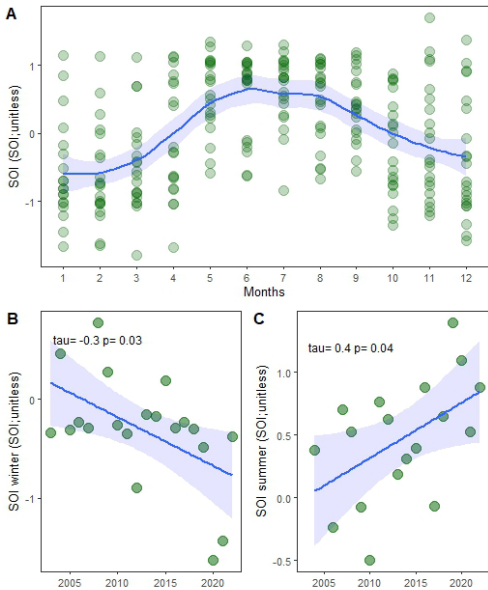 A
SOI (SOI;unitless)
1
0
-1
1 2 3 4 5 6 7 8 9 10 11 12
Months
B
tau= -0.3 p= 0.03
SOI winter (SOI;unitless)
0
-1
2005 2010 2015 2020
C
tau= 0.4 p= 0.04
SOI summer (SOI;unitless)
1.0
0.5
0.0
-0.5
2005 2010 2015 2020